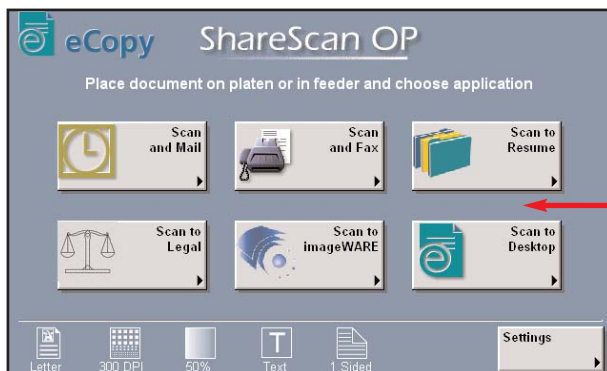 eCopy ShareScan OP
Place document on platen or in feeder and choose application
Scan
and Mail
Scan
and Fax
Scan to
Resume
Scan to
Legal
Scan to
imageWARE
Scan to
Desktop
Settings
Letter 300 DPI 50% Text 1 Sided